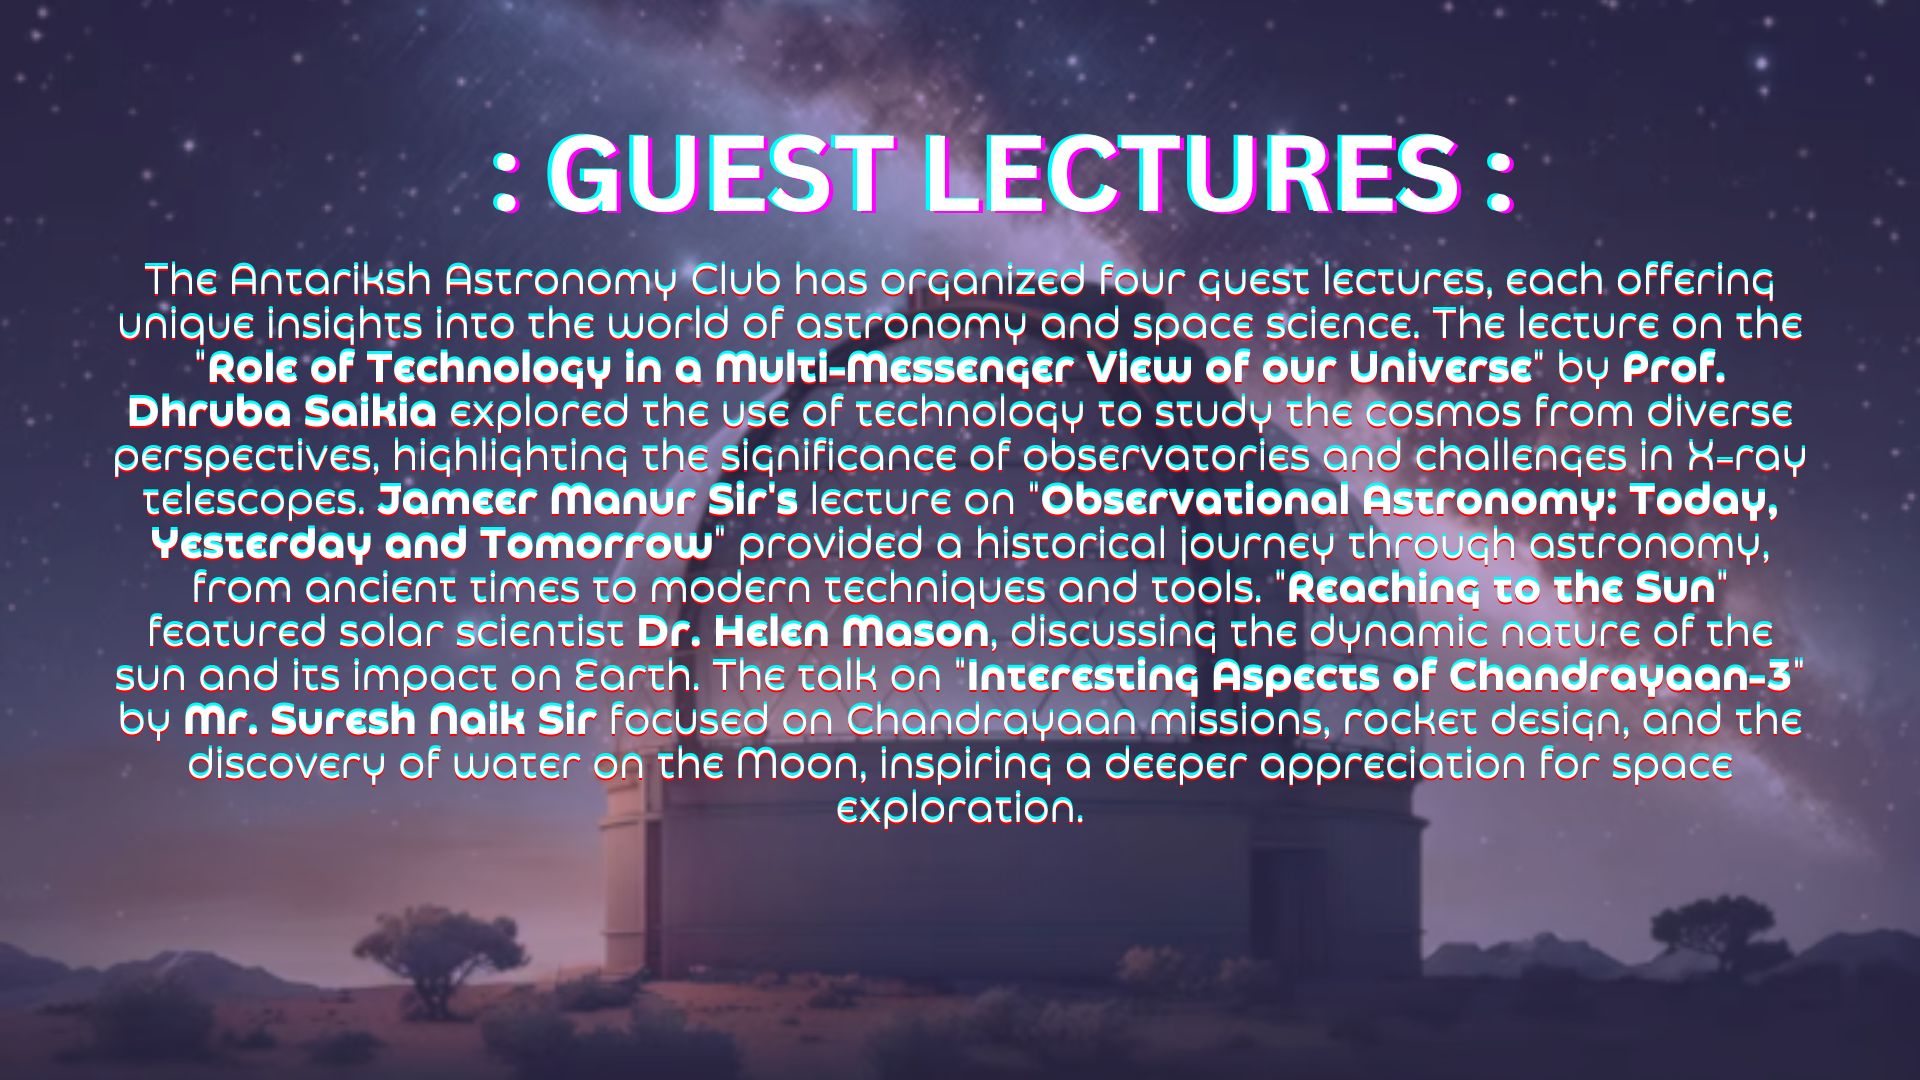 : GUEST LECTURES :
The Antariksh Astronomy Club has organized four guest lectures, each offering
unique insights into the world of astronomy and space science. The lecture on the
"Role of Technology in a Multi-Messenger View of our Universe" by Prof.
Dhruba Saikia explored the use of technology to study the cosmos from diverse
perspectives, highlighting the significance of observatories and challenges in X-ray
telescopes. Jameer Manur Sir's lecture on "Observational Astronomy: Today,
Yesterday and Tomorrow" provided a historical journey through astronomy,
from ancient times to modern techniques and tools. "Reaching to the Sun"
featured solar scientist Dr. Helen Mason, discussing the dynamic nature of the
sun and its impact on Earth. The talk on "Interesting Aspects of Chandrayaan-3"
by Mr. Suresh Naik Sir focused on Chandrayaan missions, rocket design, and the
discovery of water on the Moon, inspiring a deeper appreciation for space
exploration.